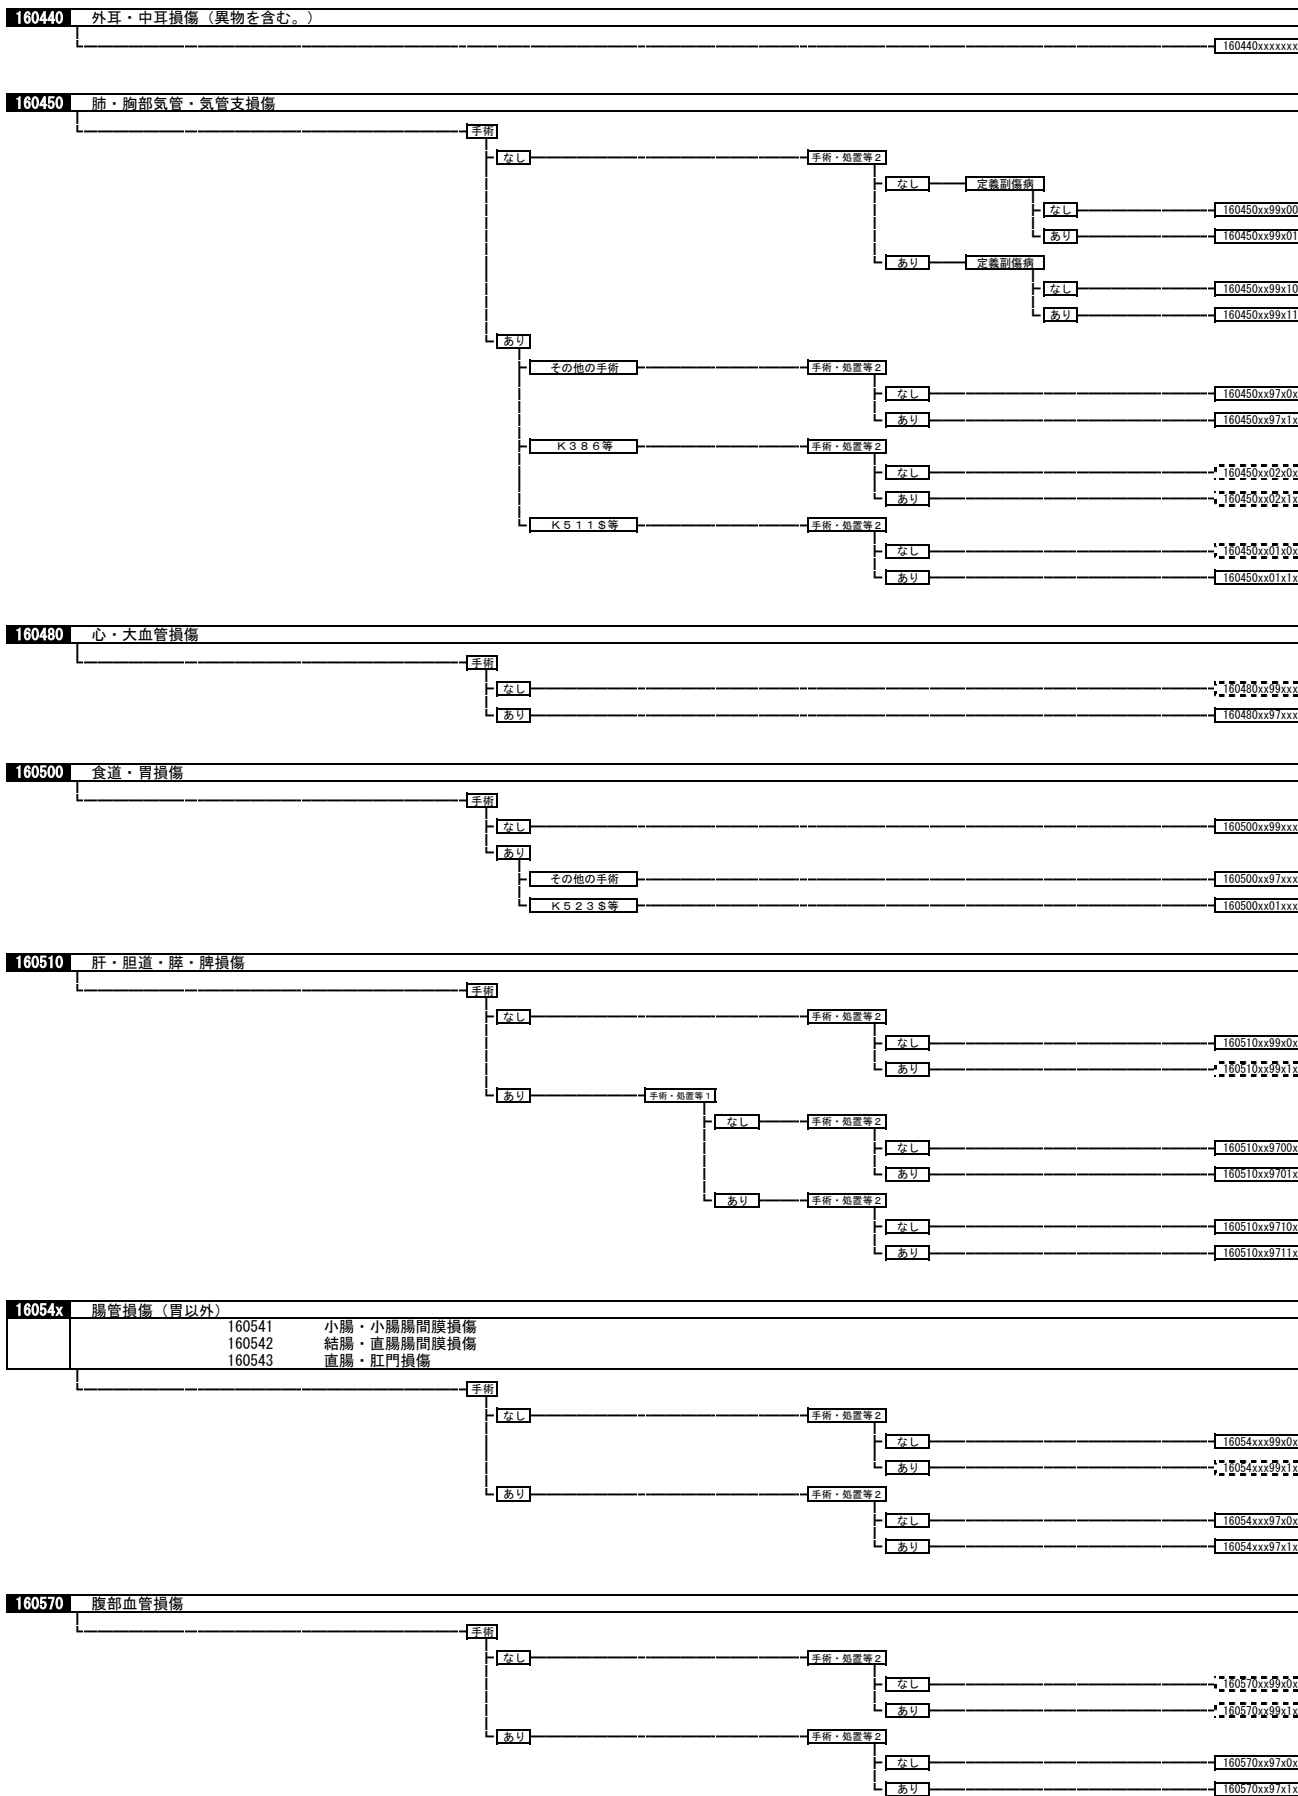 160440 外耳・中耳損傷（異物を含む。）
160440xxxxxxx
160450 肺・胸部気管・気管支損傷
手術
なし 手術・処置等２
なし 定義副傷病
なし 160450xx99x00
あり 160450xx99x01
あり 定義副傷病
なし 160450xx99x10
あり 160450xx99x11
あり
その他の手術 手術・処置等２
なし 160450xx97x0x
あり 160450xx97x1x
Ｋ３８６等 手術・処置等２
なし 160450xx02x0x
あり 160450xx02x1x
Ｋ５１１＄等 手術・処置等２
なし 160450xx01x0x
あり 160450xx01x1x
160480 心・大血管損傷
手術
なし 160480xx99xxx
あり 160480xx97xxx
160500 食道・胃損傷
手術
なし 160500xx99xxx
あり
その他の手術 160500xx97xxx
Ｋ５２３＄等 160500xx01xxx
160510 肝・胆道・膵・脾損傷
手術
なし 手術・処置等２
なし 160510xx99x0x
あり 160510xx99x1x
あり 手術・処置等１
なし 手術・処置等２
なし 160510xx9700x
あり 160510xx9701x
あり 手術・処置等２
なし 160510xx9710x
あり 160510xx9711x
16054x 腸管損傷（胃以外）
160541 小腸・小腸腸間膜損傷
160542 結腸・直腸腸間膜損傷
160543 直腸・肛門損傷
手術
なし 手術・処置等２
なし 16054xxx99x0x
あり 16054xxx99x1x
あり 手術・処置等２
なし 16054xxx97x0x
あり 16054xxx97x1x
160570 腹部血管損傷
手術
なし 手術・処置等２
なし 160570xx99x0x
あり 160570xx99x1x
あり 手術・処置等２
なし 160570xx97x0x
あり 160570xx97x1x